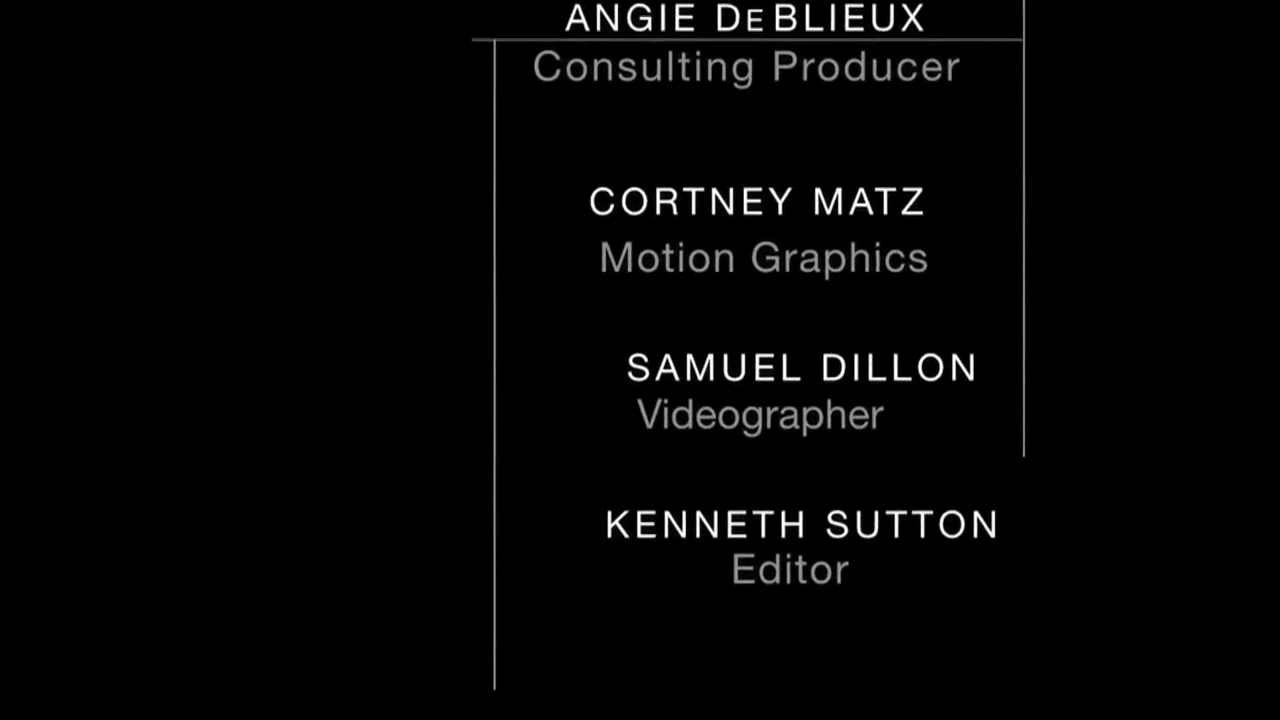 ANGIE DEBLIEUX
Consulting Producer
CORTNEY MATZ
Motion Graphics
SAMUEL DILLON
Videographer
KENNETH SUTTON
Editor